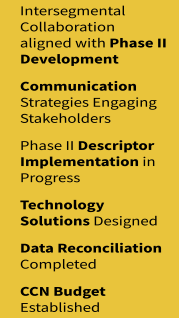 Intersegmental
Collaboration
aligned with Phase II
Development
Communication
Strategies Engaging
Stakeholders
Phase II Descriptor
Implementation in
Progress
Technology
Solutions Designed
Data Reconciliation
Completed
CCN Budget
Established